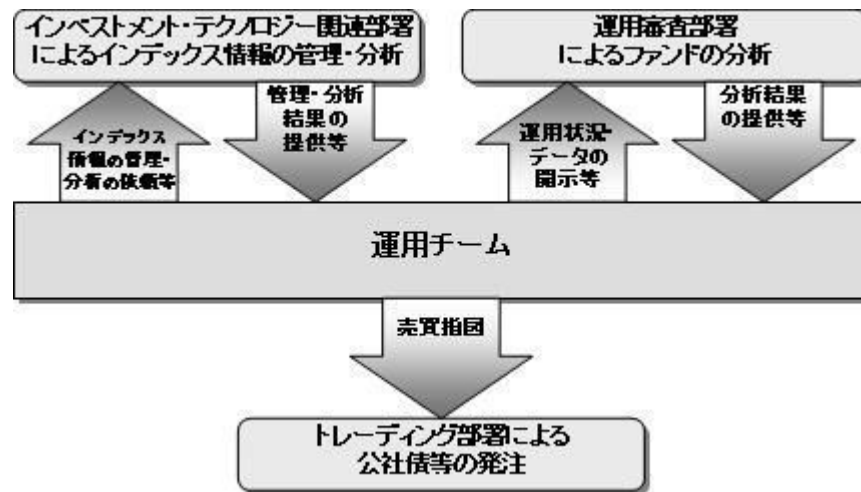 インベストメント・テクノロジー関連部署
によるインデックス情報の管理・分析
運用審査部署
によるファンドの分析
インデックス
情報の管理・
分析の依頼等
管理・分析
結果の
提供等
運用状況・
データの
開示等
分析結果
の提供等
運用チーム
売買指図
トレーディング部署による
公社債等の発注